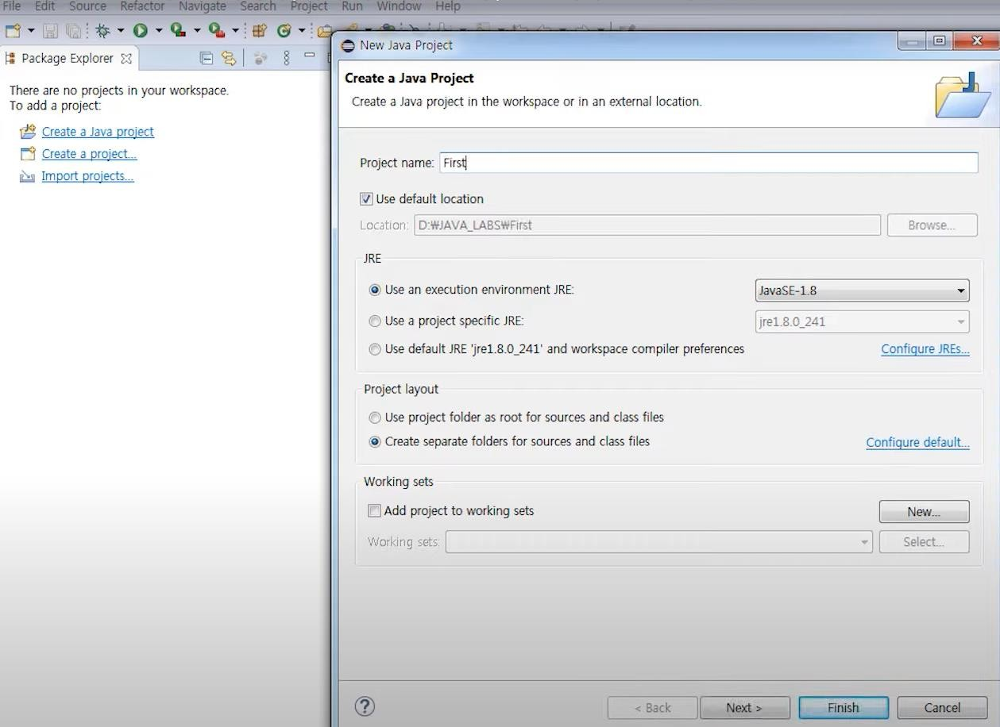 File Edit Source Refactor Navigate Search Project Run Window Help
Package Explorer
There are no projects in your workspace.
To add a project:
Create a Java project
Create a project...
Import projects...
New Java Project
Create a Java Project
Create a Java project in the workspace or in an external location.
Project name: First
Use default location
Location: D:₩JAVA_LABS₩First Browse...
JRE
Use an execution environment JRE: JavaSE-1.8
Use a project specific JRE: jre1.8.0_241
Use default JRE 'jre1.8.0_241' and workspace compiler preferences Configure JREs...
Project layout
Use project folder as root for sources and class files
Create separate folders for sources and class files Configure default...
Working sets
Add project to working sets New...
Working sets: Select...
? < Back Next > Finish Cancel